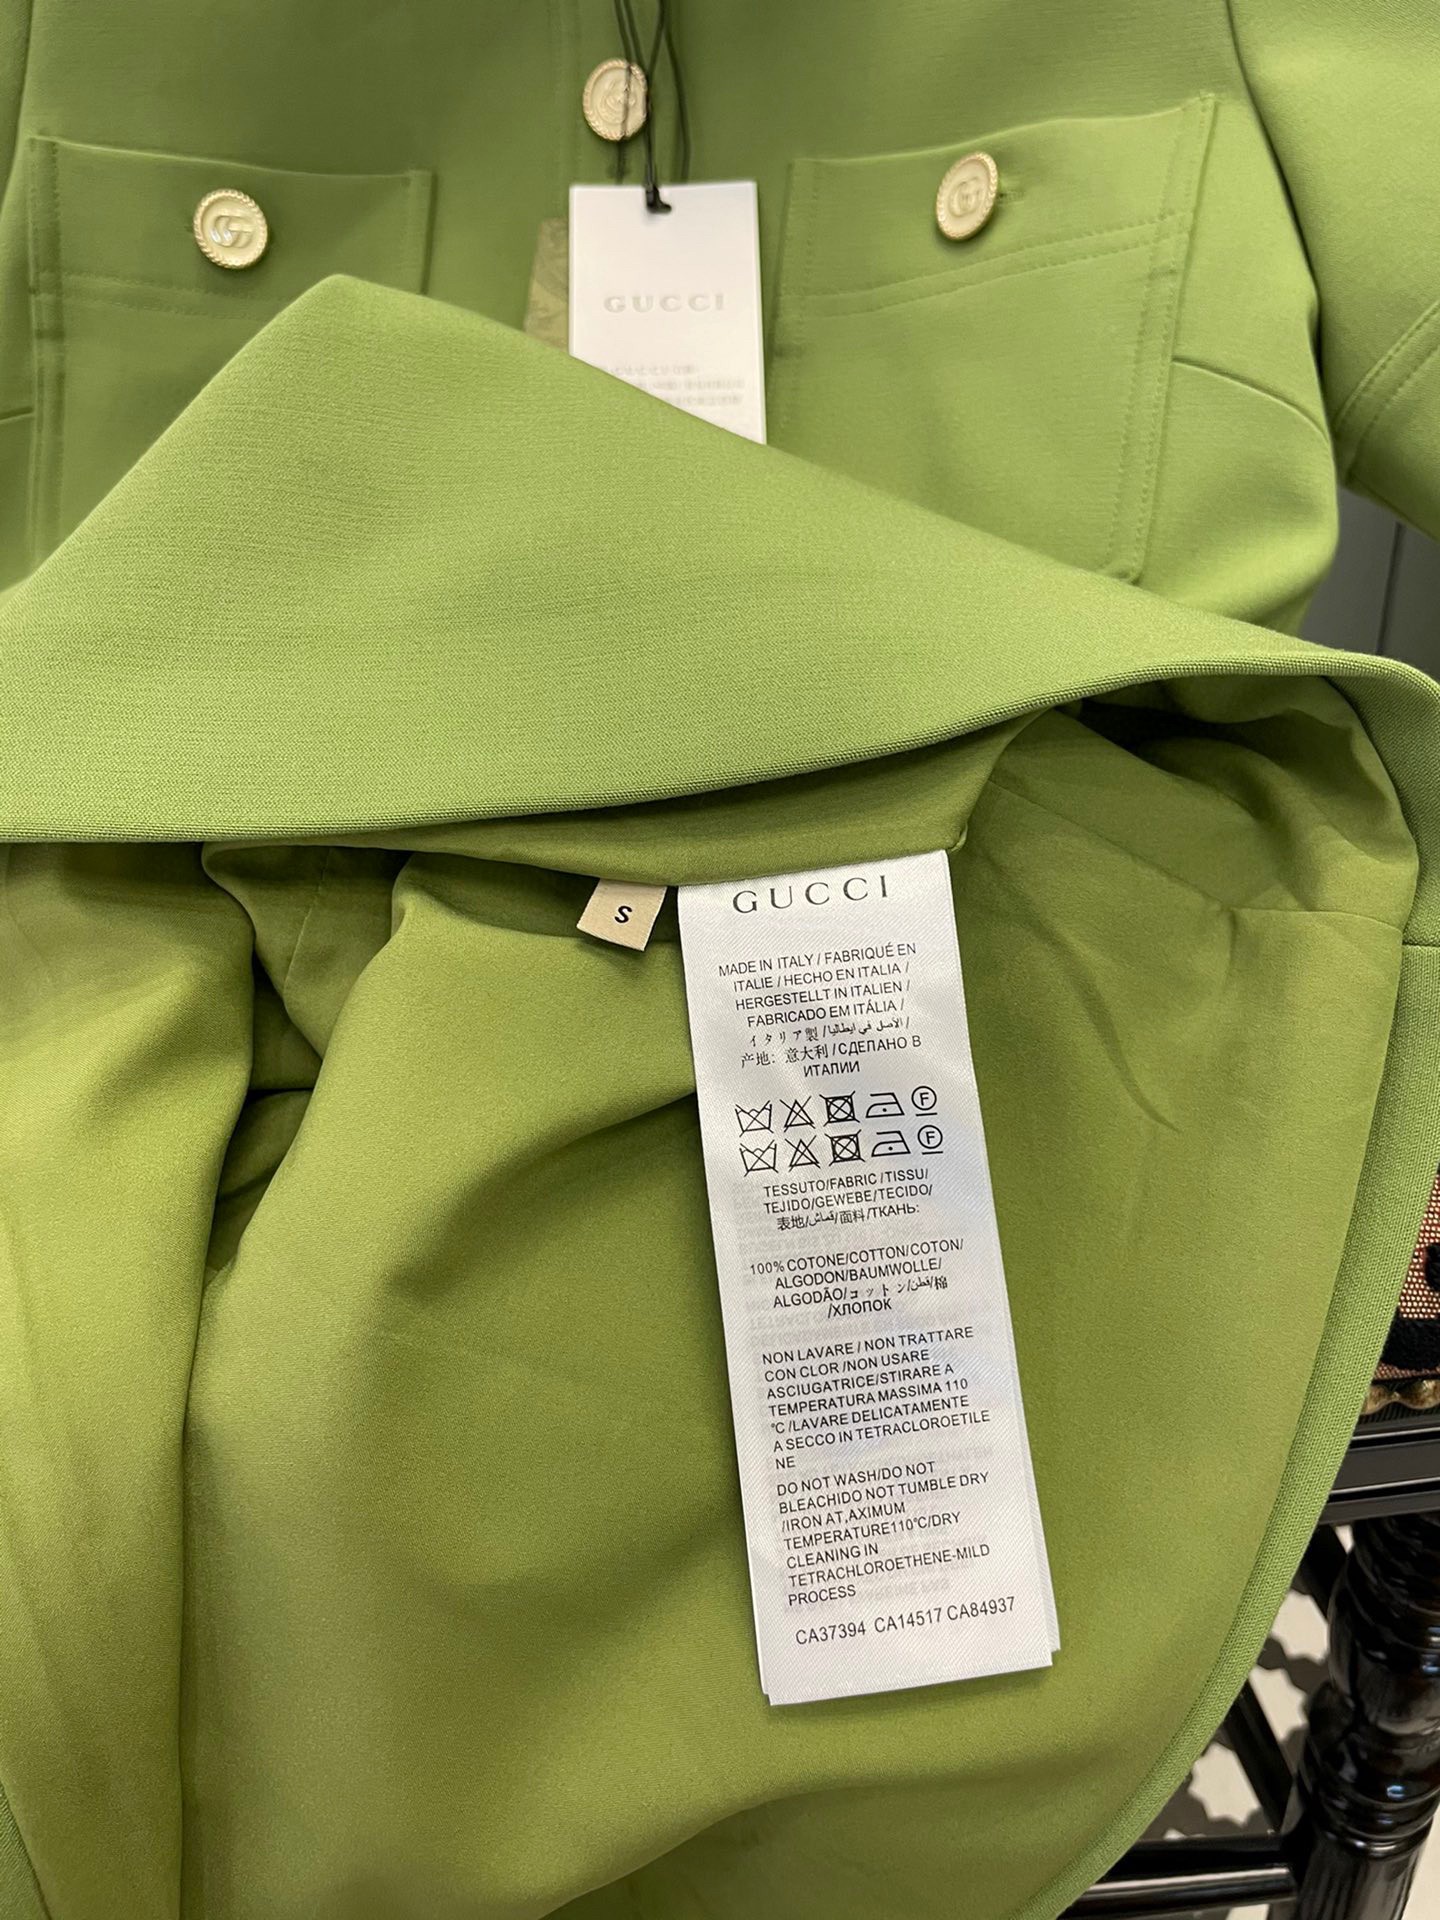 GUCCI
S
GUCCI
MADE IN ITALY / FABRIQUÉ EN
ITALIE / HECHO EN ITALIA /
HERGESTELLT IN ITALIEN /
FABRICADO EM ITÁLIA /
イタリア製 / الأصل في ايطاليا /
产地: 意大利 / СДЕЛАНО В
ИТАПИИ
F
F
TESSUTO/FABRIC /TISSU/
TEJIDO/GEWEBE/TECIDO/
表地/قماش/面料/ТКАНЬ:
100% COTONE/COTTON/COTON/
ALGODON/BAUMWOLLE/
ALGODÃO/コットン/قطن/棉
/ХЛОПОК
NON LAVARE / NON TRATTARE
CON CLOR /NON USARE
ASCIUGATRICE/STIRARE A
TEMPERATURA MASSIMA 110
℃ /LAVARE DELICATAMENTE
A SECCO IN TETRACLOROETILE
NE
DO NOT WASH/DO NOT
BLEACHIDO NOT TUMBLE DRY
/IRON AT,AXIMUM
TEMPERATURE110℃/DRY
CLEANING IN
TETRACHLOROETHENE-MILD
PROCESS
CA37394 CA14517 CA84937